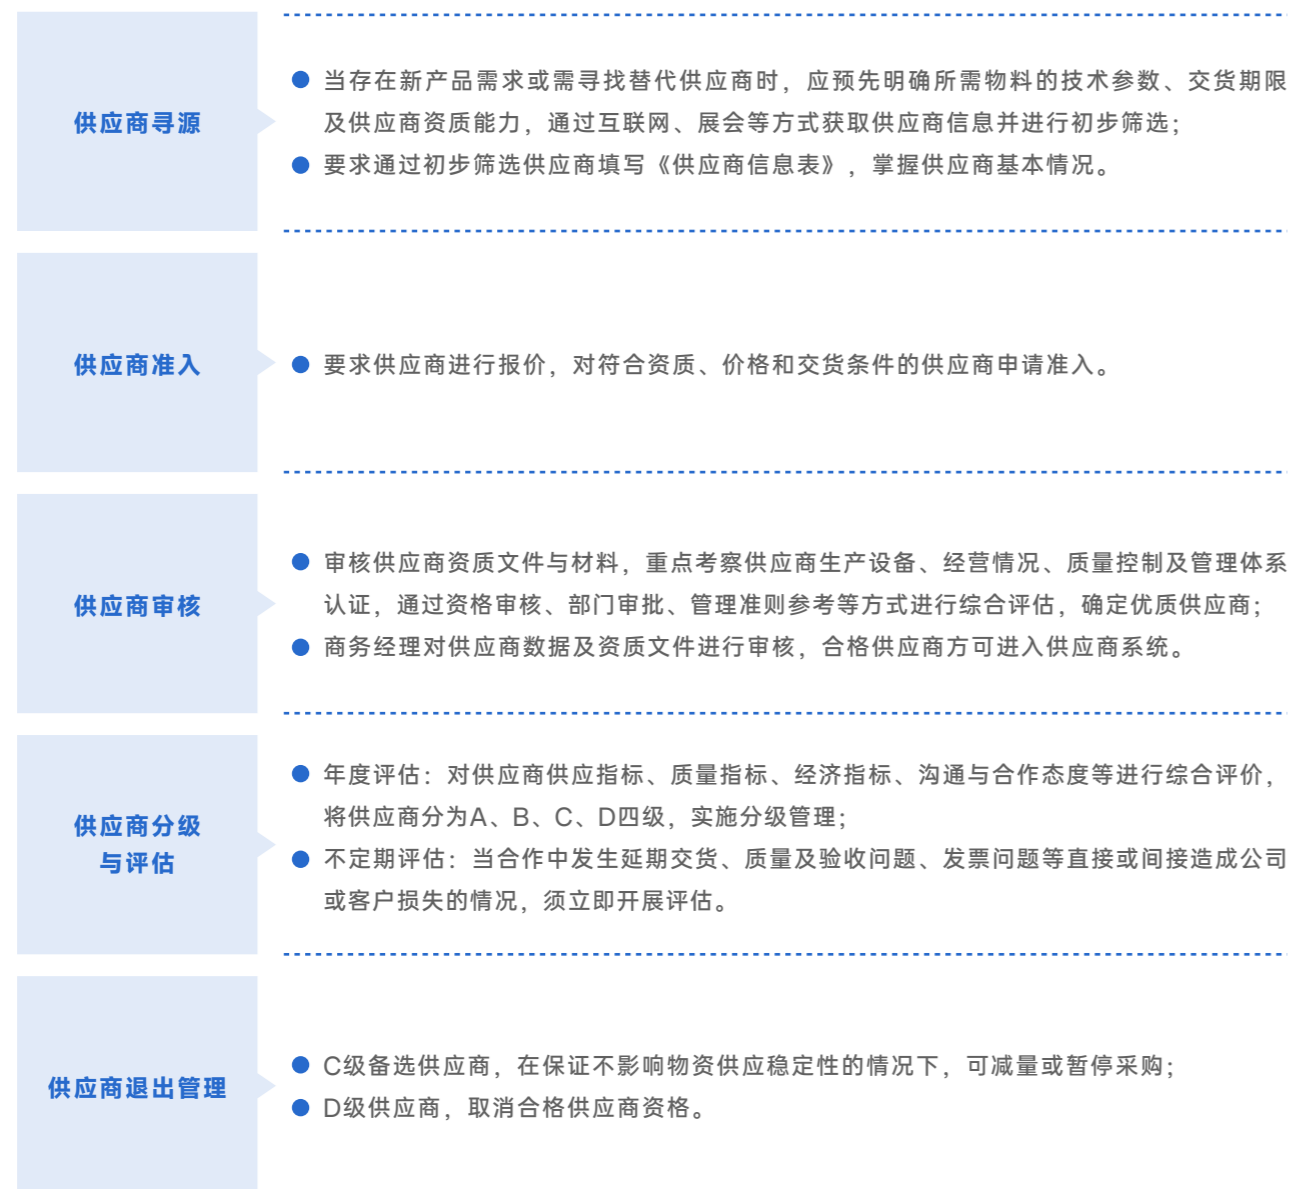 供应商寻源
● 当存在新产品需求或需寻找替代供应商时，应预先明确所需物料的技术参数、交货期限
及供应商资质能力，通过互联网、展会等方式获取供应商信息并进行初步筛选；
● 要求通过初步筛选供应商填写《供应商信息表》，掌握供应商基本情况。
供应商准入
● 要求供应商进行报价，对符合资质、价格和交货条件的供应商申请准入。
供应商审核
● 审核供应商资质文件与材料，重点考察供应商生产设备、经营情况、质量控制及管理体系
认证，通过资格审核、部门审批、管理准则参考等方式进行综合评估，确定优质供应商；
● 商务经理对供应商数据及资质文件进行审核，合格供应商方可进入供应商系统。
供应商分级
与评估
● 年度评估：对供应商供应指标、质量指标、经济指标、沟通与合作态度等进行综合评价，
将供应商分为A、B、C、D四级，实施分级管理；
● 不定期评估：当合作中发生延期交货、质量及验收问题、发票问题等直接或间接造成公司
或客户损失的情况，须立即开展评估。
供应商退出管理
● C级备选供应商，在保证不影响物资供应稳定性的情况下，可减量或暂停采购；
● D级供应商，取消合格供应商资格。